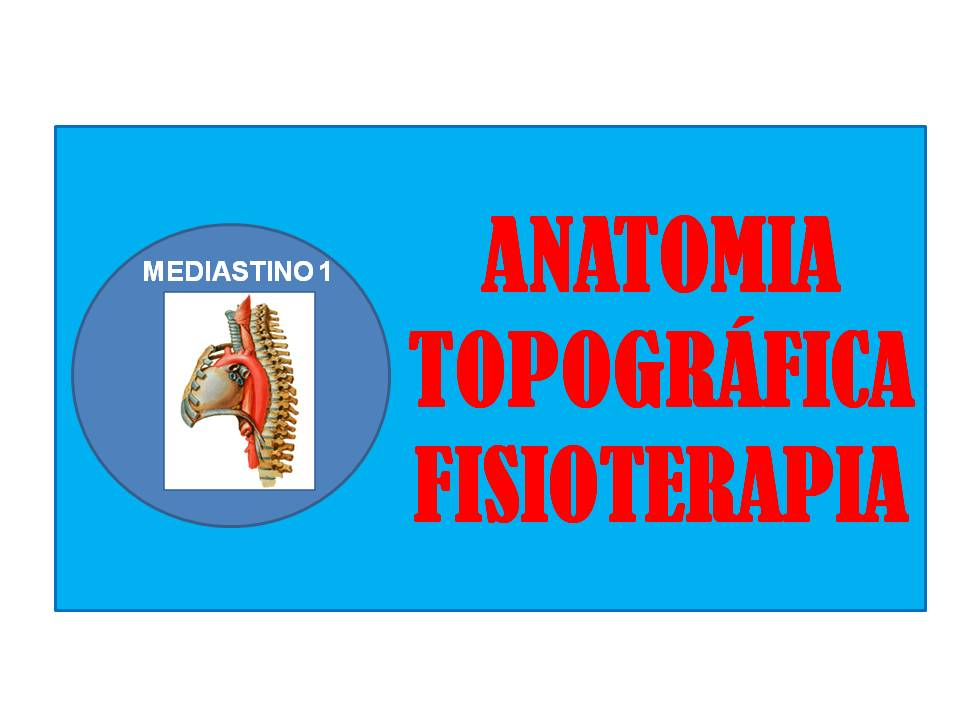 MEDIASTINO 1
ANATOMIA
TOPOGRÁFICA
FISIOTERAPIA